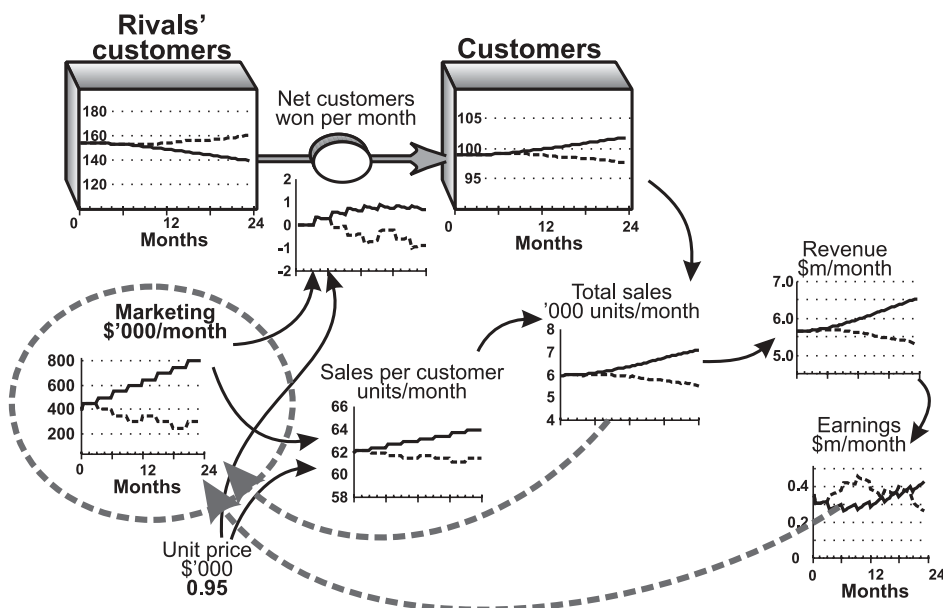 Rivals'
customers
180
160
140
120
0
12
24
Months
Net customers
won per month
2
1
0
-1
-2
Customers
105
100
95
0
12
24
Months
Marketing
$'000/month
800
600
400
200
0
12
24
Months
Sales per customer
units/month
66
64
62
60
58
Total sales
'000 units/month
8
7
6
5
4
Revenue
$m/month
7.0
6.0
5.0
Earnings
$m/month
0.4
0.2
0
0
12
24
Months
Unit price
$'000
0.95